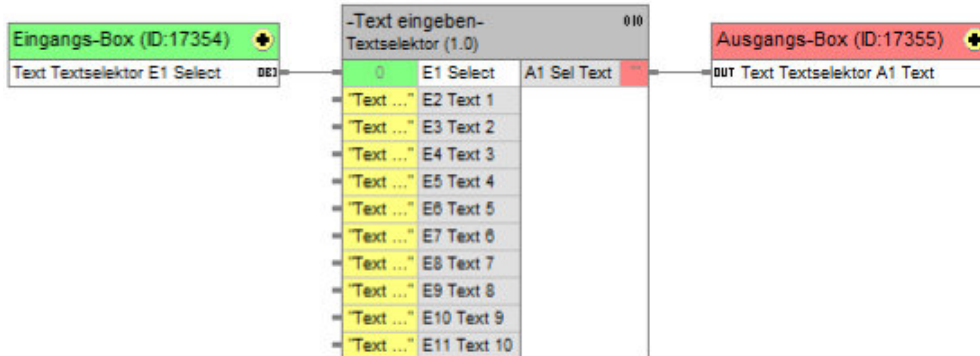 Eingangs-Box (ID:17354)
Text Textselektor E1 Select OBJ
-Text eingeben- 010
Textselektor (1.0)
0 E1 Select A1 Sel Text ""
"Text ..." E2 Text 1
"Text ..." E3 Text 2
"Text ..." E4 Text 3
"Text ..." E5 Text 4
"Text ..." E6 Text 5
"Text ..." E7 Text 6
"Text ..." E8 Text 7
"Text ..." E9 Text 8
"Text ..." E10 Text 9
"Text ..." E11 Text 10
Ausgangs-Box (ID:17355)
OUT Text Textselektor A1 Text